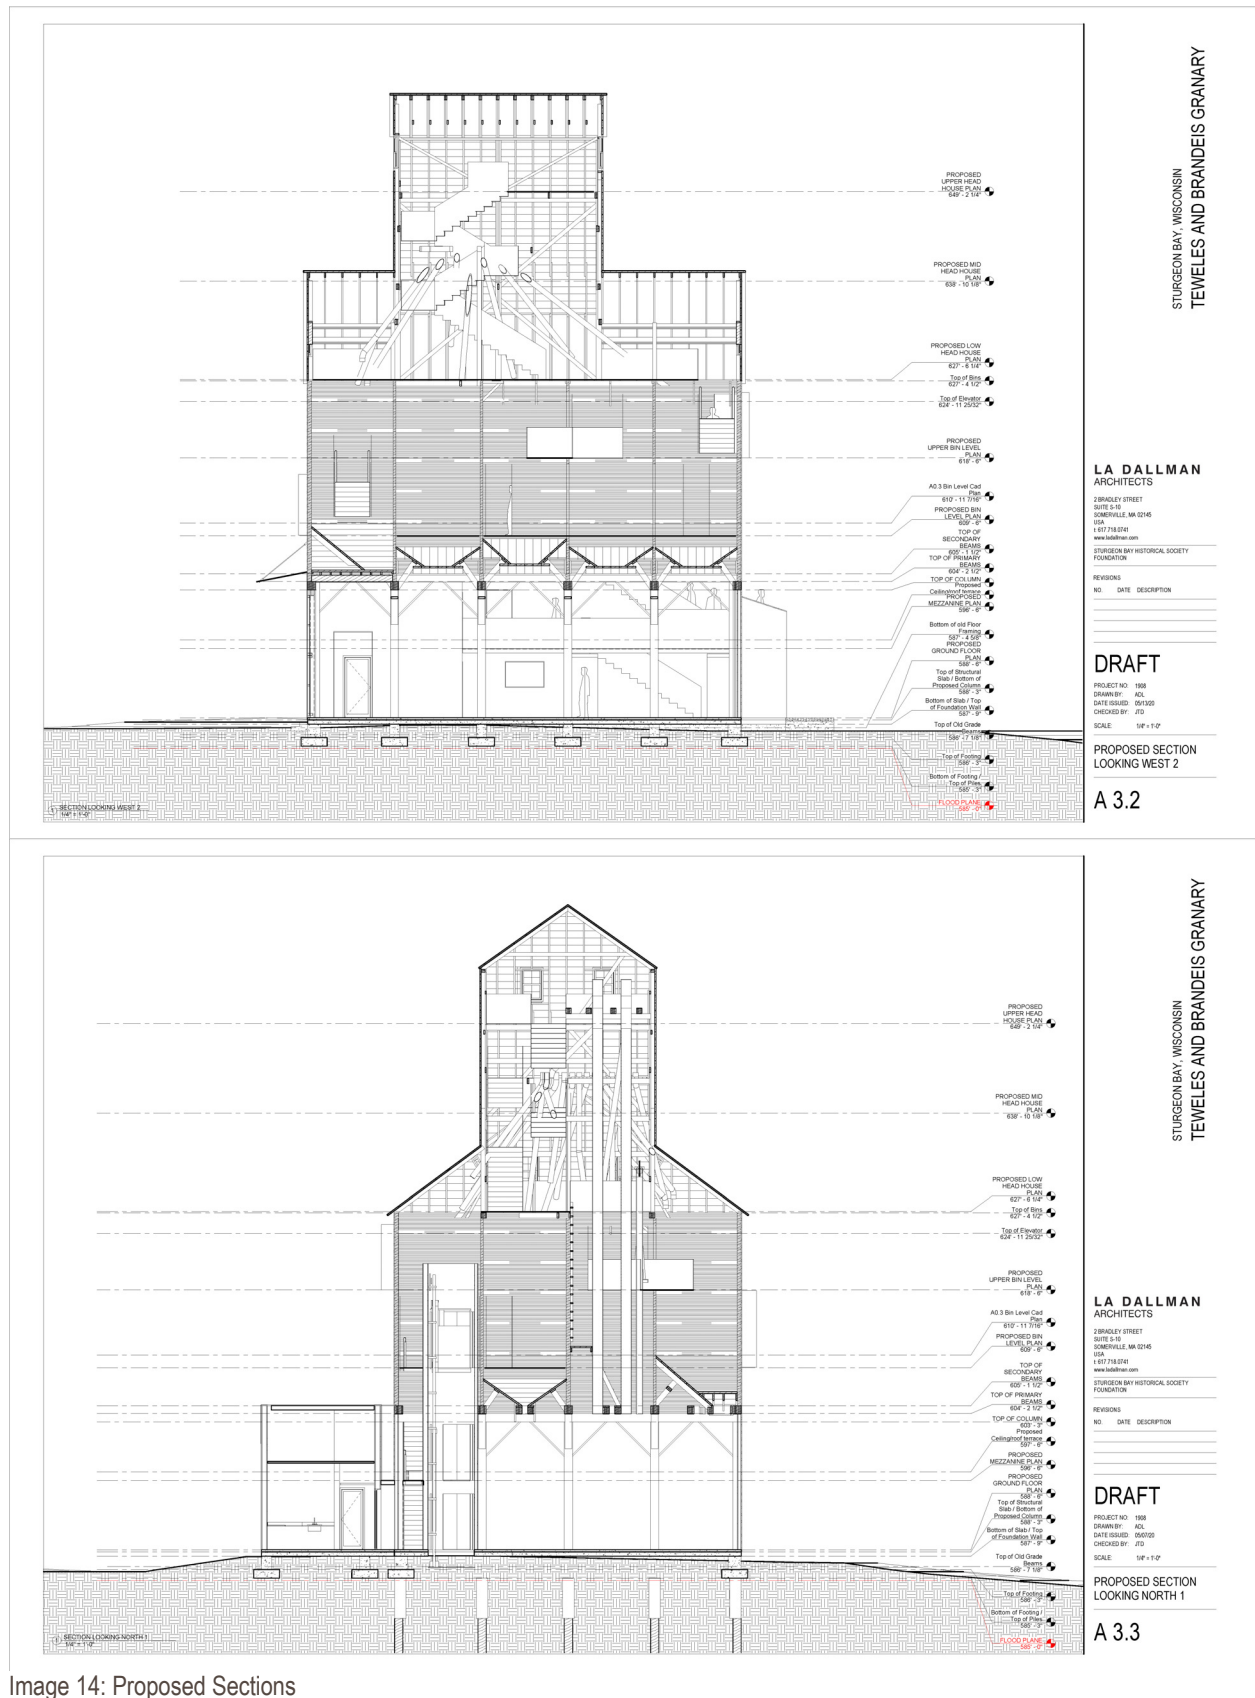 PROPOSED
UPPER HEAD
HOUSE PLAN
649' - 2 1/4"
PROPOSED MID
HEAD HOUSE
PLAN
638' - 10 1/8"
PROPOSED LOW
HEAD HOUSE
PLAN
627' - 6 1/4"
Top of Bins
627' - 4 1/2"
Top of Elevator
624' - 11 25/32"
PROPOSED
UPPER BIN LEVEL
PLAN
618' - 6"
A0.3 Bin Level Cad
Plan
610' - 11 7/16"
PROPOSED BIN
LEVEL PLAN
609' - 6"
TOP OF
SECONDARY
BEAMS
605' - 1 1/2"
TOP OF PRIMARY
BEAMS
604' - 2 1/2"
TOP OF COLUMN
Proposed
Ceiling/roof terrace
PROPOSED
MEZZANINE PLAN
596' - 6"
Bottom of old Floor
Framing
587' - 4 5/8"
PROPOSED
GROUND FLOOR
PLAN
588' - 6"
Top of Structural
Slab / Bottom of
Proposed Column
588' - 3"
Bottom of Slab / Top
of Foundation Wall
587' - 9"
Top of Old Grade
Beams
586' - 7 1/8"
Top of Footing
586' - 3"
Bottom of Footing /
Top of Piles
585' - 3"
FLOOD PLANE
585' - 0"
SECTION LOOKING WEST 2
1/4" = 1'-0"
STURGEON BAY, WISCONSIN
TEWELES AND BRANDEIS GRANARY
LA DALLMAN
ARCHITECTS
2 BRADLEY STREET
SUITE S-10
SOMERVILLE, MA 02145
USA
t: 617.718.0741
www.ladallman.com
STURGEON BAY HISTORICAL SOCIETY
FOUNDATION
REVISIONS
NO. DATE DESCRIPTION
DRAFT
PROJECT NO: 1908
DRAWN BY: ADL
DATE ISSUED: 05/13/20
CHECKED BY: JTD
SCALE: 1/4" = 1'-0"
PROPOSED SECTION
LOOKING WEST 2
A 3.2
PROPOSED
UPPER HEAD
HOUSE PLAN
649' - 2 1/4"
PROPOSED MID
HEAD HOUSE
PLAN
638' - 10 1/8"
PROPOSED LOW
HEAD HOUSE
PLAN
627' - 6 1/4"
Top of Bins
627' - 4 1/2"
Top of Elevator
624' - 11 25/32"
PROPOSED
UPPER BIN LEVEL
PLAN
618' - 6"
A0.3 Bin Level Cad
Plan
610' - 11 7/16"
PROPOSED BIN
LEVEL PLAN
609' - 6"
TOP OF
SECONDARY
BEAMS
605' - 1 1/2"
TOP OF PRIMARY
BEAMS
604' - 2 1/2"
TOP OF COLUMN
603' - 3"
Proposed
Ceiling/roof terrace
597' - 6"
PROPOSED
MEZZANINE PLAN
596' - 6"
PROPOSED
GROUND FLOOR
PLAN
588' - 6"
Top of Structural
Slab / Bottom of
Proposed Column
588' - 3"
Bottom of Slab / Top
of Foundation Wall
587' - 9"
Top of Old Grade
Beams
586' - 7 1/8"
Top of Footing
586' - 3"
Bottom of Footing /
Top of Piles
585' - 3"
FLOOD PLANE
585' - 0"
SECTION LOOKING NORTH 1
1/4" = 1'-0"
STURGEON BAY, WISCONSIN
TEWELES AND BRANDEIS GRANARY
LA DALLMAN
ARCHITECTS
2 BRADLEY STREET
SUITE S-10
SOMERVILLE, MA 02145
USA
t: 617.718.0741
www.ladallman.com
STURGEON BAY HISTORICAL SOCIETY
FOUNDATION
REVISIONS
NO. DATE DESCRIPTION
DRAFT
PROJECT NO: 1908
DRAWN BY: ADL
DATE ISSUED: 05/07/20
CHECKED BY: JTD
SCALE: 1/4" = 1'-0"
PROPOSED SECTION
LOOKING NORTH 1
A 3.3
Image 14: Proposed Sections